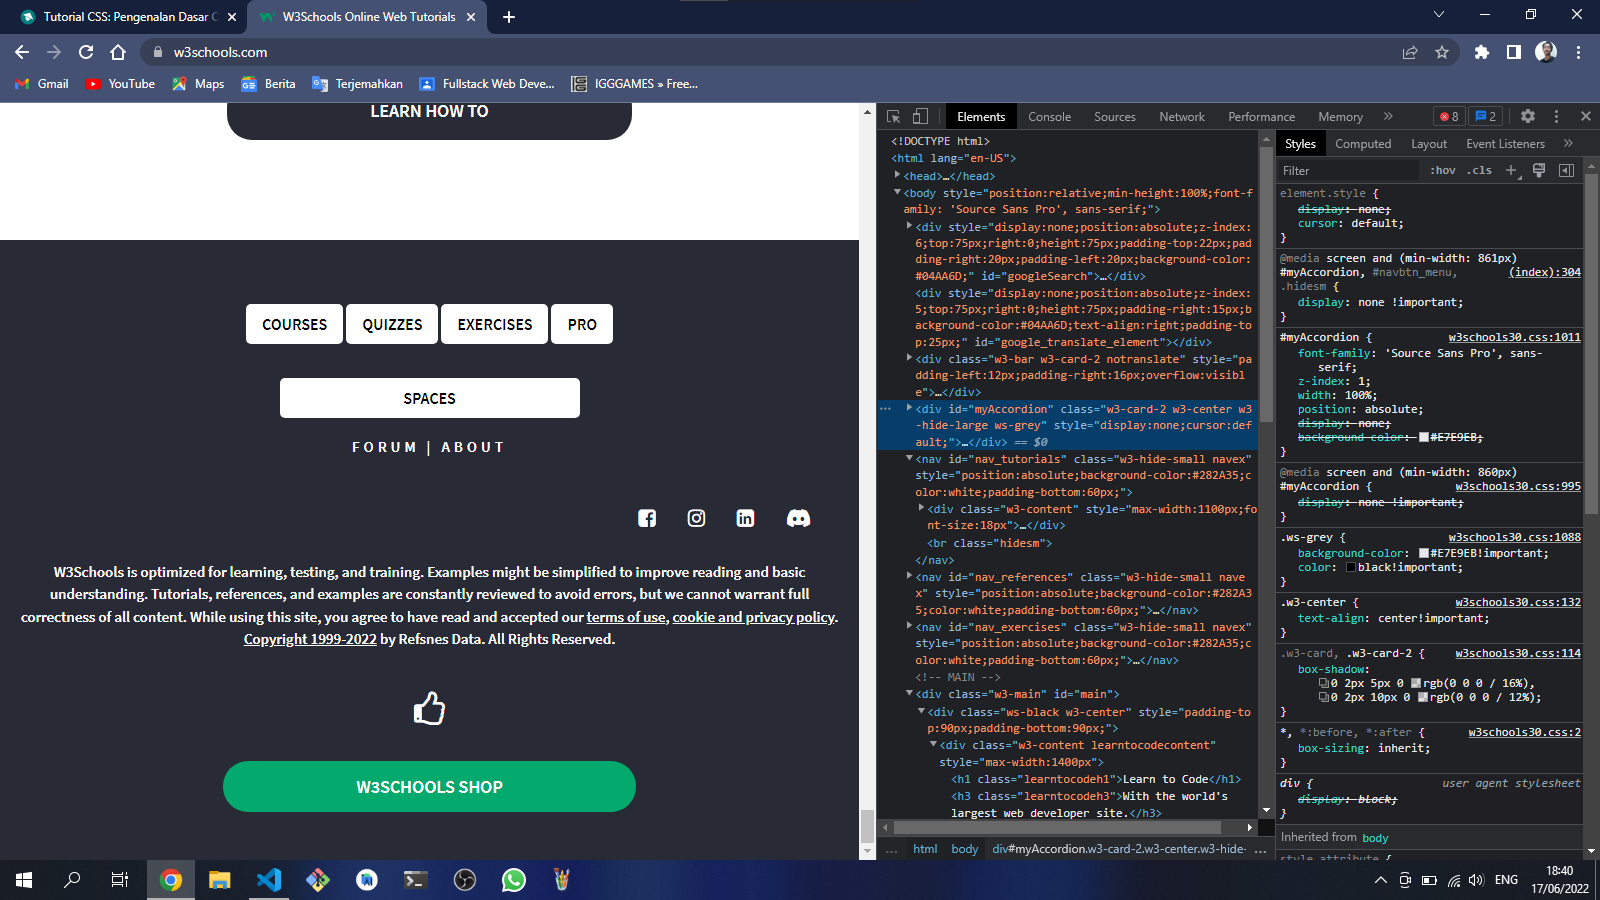 Tutorial CSS: Pengenalan Dasar C
W3Schools Online Web Tutorials
w3schools.com
Gmail
YouTube
Maps
Berita
Terjemahkan
Fullstack Web Deve...
IGGGAMES » Free...
LEARN HOW TO
COURSES
QUIZZES
EXERCISES
PRO
SPACES
FORUM | ABOUT
W3Schools is optimized for learning, testing, and training. Examples might be simplified to improve reading and basic
understanding. Tutorials, references, and examples are constantly reviewed to avoid errors, but we cannot warrant full
correctness of all content. While using this site, you agree to have read and accepted our terms of use, cookie and privacy policy.
Copyright 1999-2022 by Refsnes Data. All Rights Reserved.
W3SCHOOLS SHOP
Elements
Console
Sources
Network
Performance
Memory
»
8
2
<!DOCTYPE html>
<html lang="en-US">
<head>…</head>
<body style="position:relative;min-height:100%;font-f
amily: 'Source Sans Pro', sans-serif;">
<div style="display:none;position:absolute;z-index:
6;top:75px;right:0;height:75px;padding-top:22px;pad
ding-right:20px;padding-left:20px;background-color:
#04AA6D;" id="googleSearch">…</div>
<div style="display:none;position:absolute;z-index:
5;top:75px;right:0;height:75px;padding-right:15px;b
ackground-color:#04AA6D;text-align:right;padding-to
p:25px;" id="google_translate_element"></div>
<div class="w3-bar w3-card-2 notranslate" style="pa
dding-left:12px;padding-right:16px;overflow:visibl
e">…</div>
<div id="myAccordion" class="w3-card-2 w3-center w3
-hide-large ws-grey" style="display:none;cursor:def
ault;">…</div> == $0
<nav id="nav_tutorials" class="w3-hide-small navex"
style="position:absolute;background-color:#282A35;c
olor:white;padding-bottom:60px;">
<div class="w3-content" style="max-width:1100px;fo
nt-size:18px">…</div>
<br class="hidesm">
</nav>
<nav id="nav_references" class="w3-hide-small nave
x" style="position:absolute;background-color:#282A3
5;color:white;padding-bottom:60px;">…</nav>
<nav id="nav_exercises" class="w3-hide-small navex"
style="position:absolute;background-color:#282A35;c
olor:white;padding-bottom:60px;">…</nav>
<!-- MAIN -->
<div class="w3-main" id="main">
<div class="ws-black w3-center" style="padding-to
p:90px;padding-bottom:90px;">
<div class="w3-content learntocodecontent"
style="max-width:1400px">
<h1 class="learntocodeh1">Learn to Code</h1>
<h3 class="learntocodeh3">With the world's
largest web developer site.</h3>
… html body div#myAccordion.w3-card-2.w3-center.w3-hide- …
Styles
Computed
Layout
Event Listeners
»
Filter
:hov .cls
element.style {
display: none;
cursor: default;
}
@media screen and (min-width: 861px)
#myAccordion, #navbtn_menu, (index):304
.hidesm {
display: none !important;
}
#myAccordion { w3schools30.css:1011
font-family: 'Source Sans Pro', sans-
serif;
z-index: 1;
width: 100%;
position: absolute;
display: none;
background-color: #E7E9EB;
}
@media screen and (min-width: 860px)
#myAccordion { w3schools30.css:995
display: none !important;
}
.ws-grey { w3schools30.css:1088
background-color: #E7E9EB!important;
color: black!important;
}
.w3-center { w3schools30.css:132
text-align: center!important;
}
.w3-card, .w3-card-2 { w3schools30.css:114
box-shadow:
0 2px 5px 0 rgb(0 0 0 / 16%),
0 2px 10px 0 rgb(0 0 0 / 12%);
}
*, *:before, *:after { w3schools30.css:2
box-sizing: inherit;
}
div { user agent stylesheet
display: block;
}
Inherited from body
style attribute {
ENG
18:40
17/06/2022